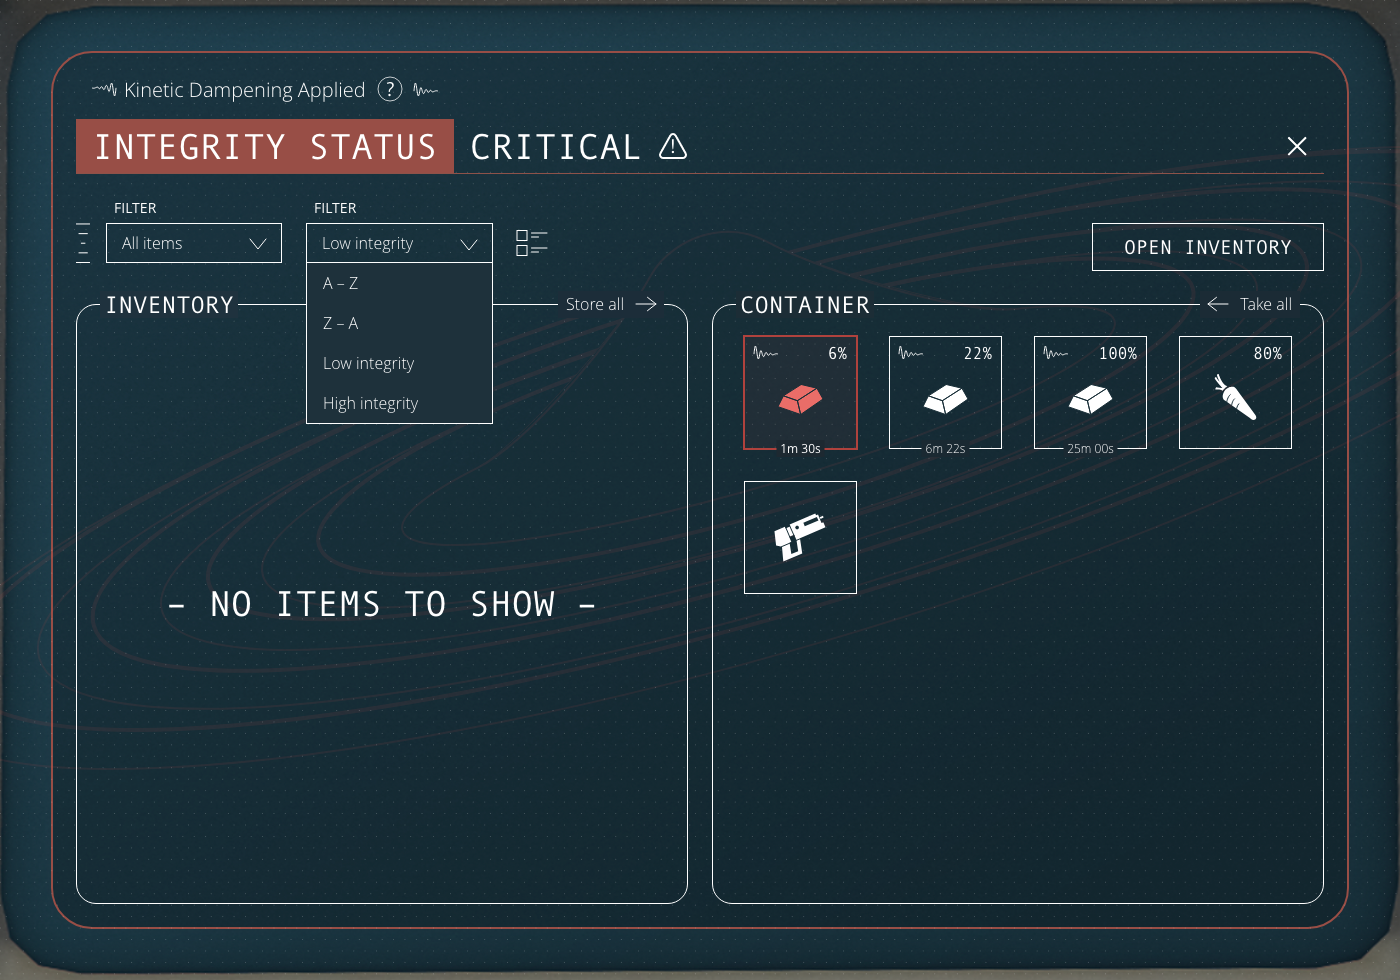 Kinetic Dampening Applied ?
INTEGRITY STATUS CRITICAL
FILTER FILTER
All items Low integrity
OPEN INVENTORY
A – Z
Z – A
Low integrity
High integrity
INVENTORY Store all
– NO ITEMS TO SHOW –
CONTAINER Take all
6% 22% 100% 80%
1m 30s 6m 22s 25m 00s